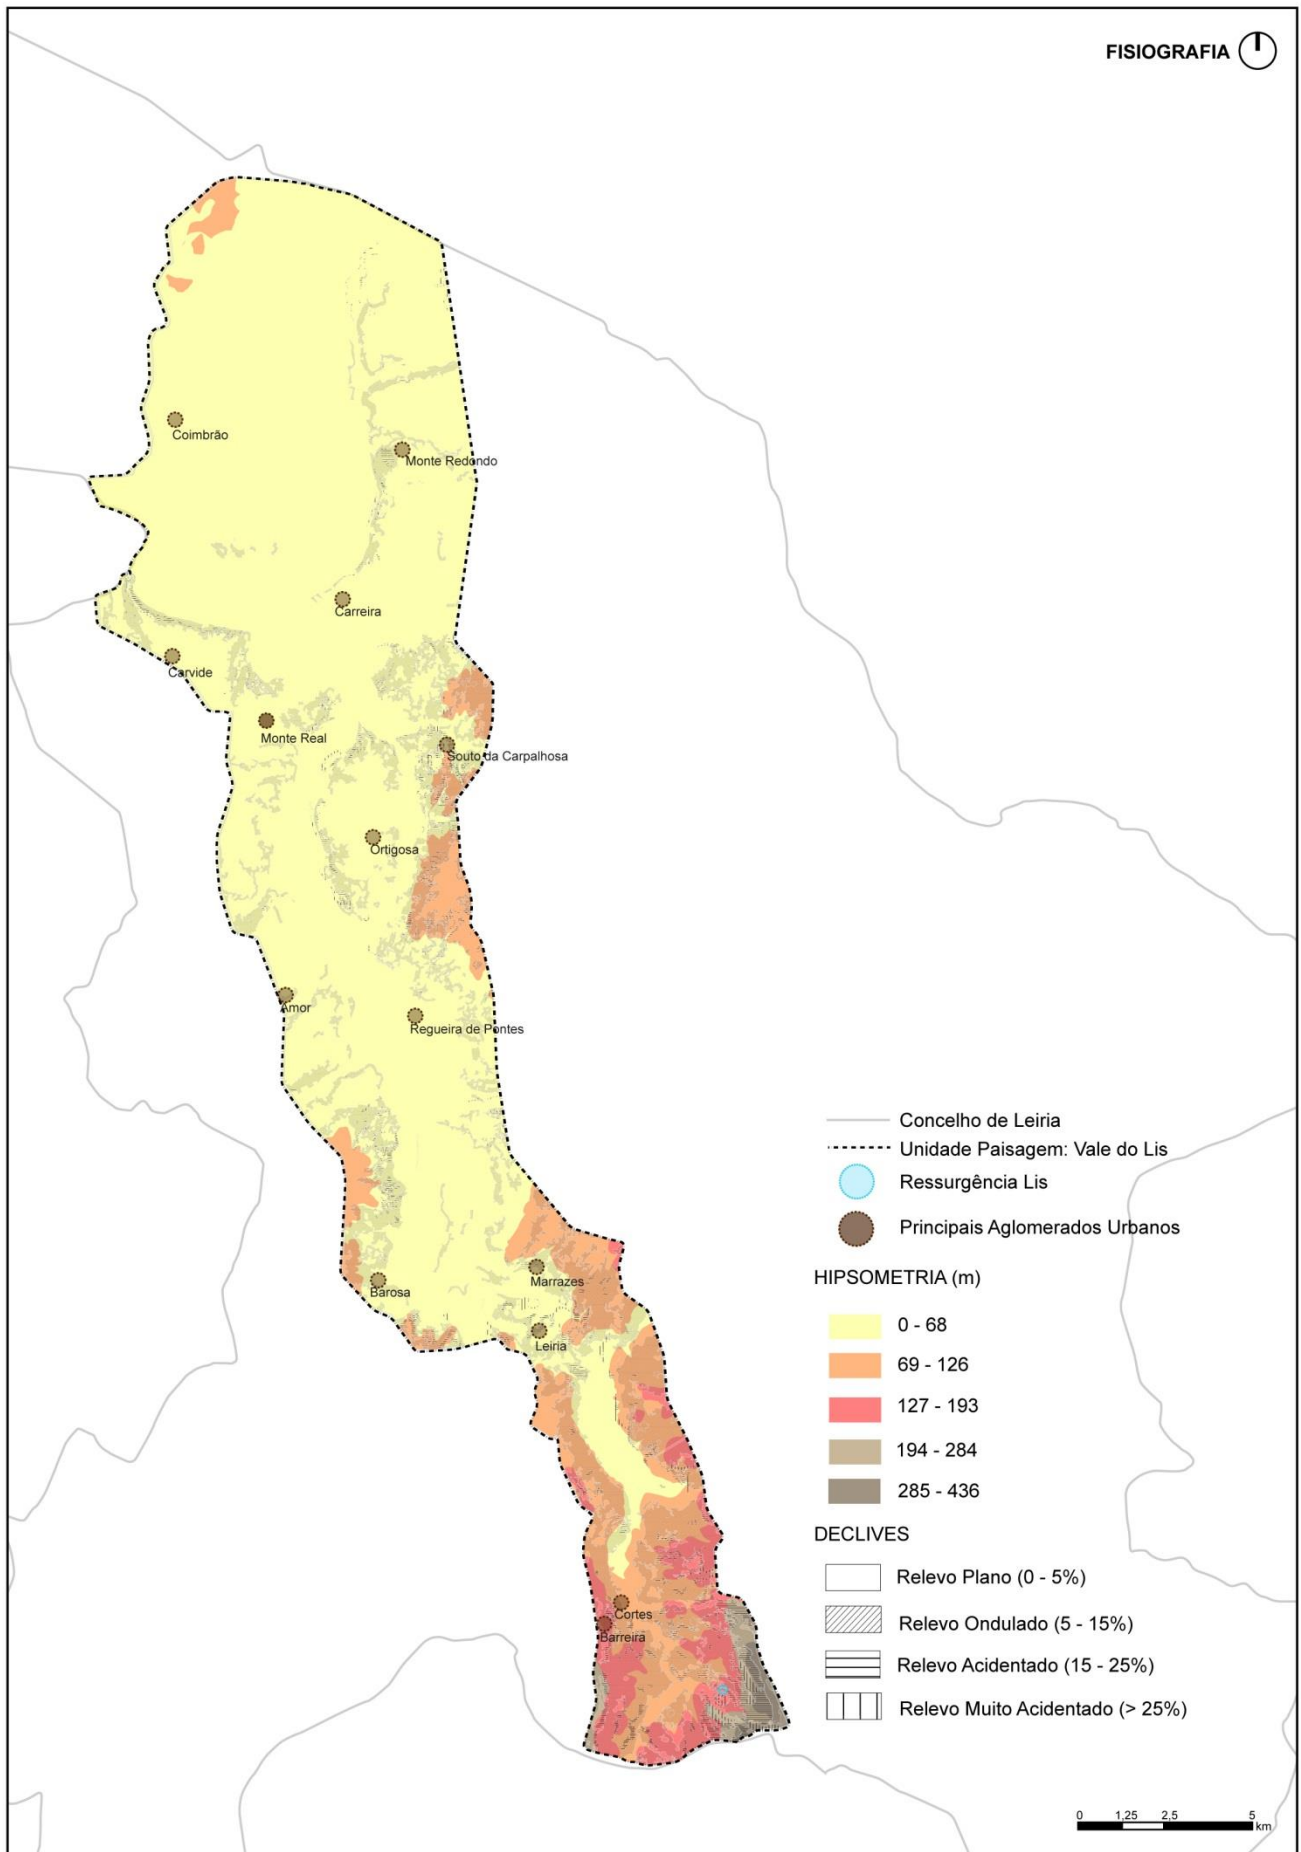 FISIOGRAFIA
Coimbrão
Monte Redondo
Carreira
Carvide
Monte Real
Souto da Carpalhosa
Ortigosa
Amor
Regueira de Pontes
Concelho de Leiria
Unidade Paisagem: Vale do Lis
Ressurgência Lis
Principais Aglomerados Urbanos
HIPSOMETRIA (m)
Marrazes
Barosa
0 - 68
Leiria
69 - 126
127 - 193
194 - 284
285 - 436
DECLIVES
Relevo Plano (0 - 5%)
Cortes
Relevo Ondulado (5 - 15%)
Barreira
Relevo Acidentado (15 - 25%)
Relevo Muito Acidentado (> 25%)
0 1,25 2,5 5
km